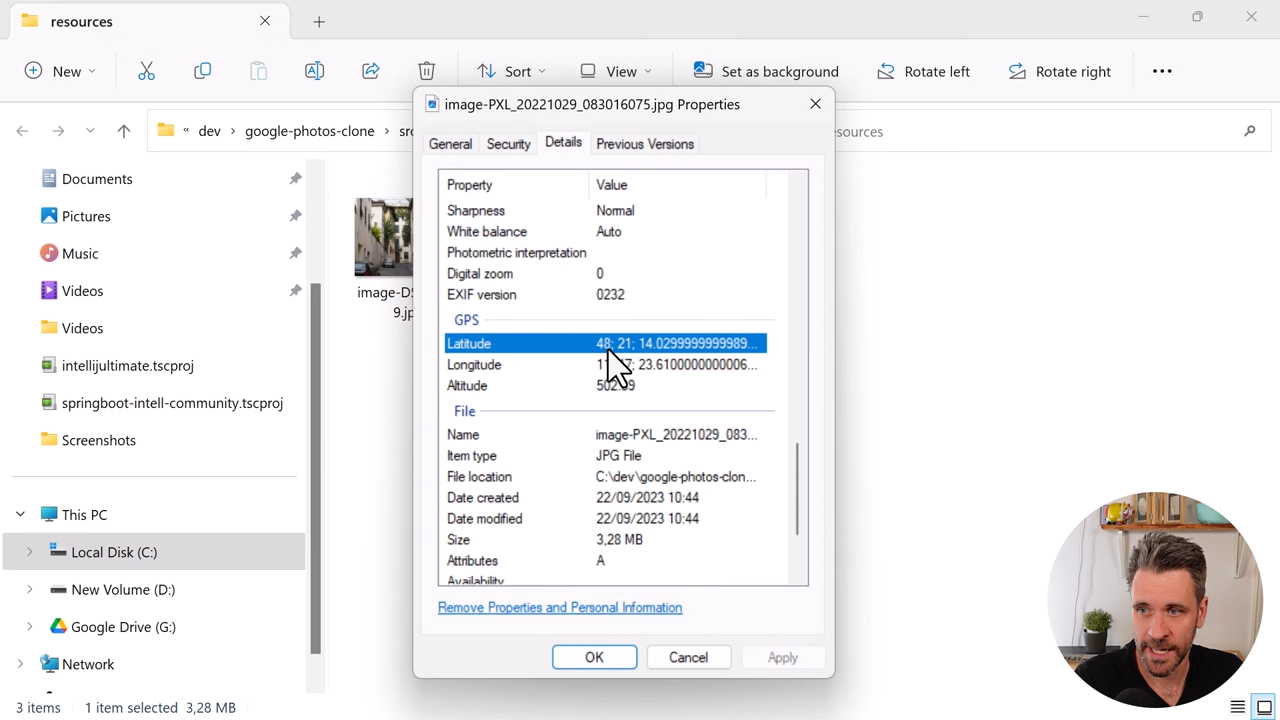 resources
New
Sort
View
Set as background
Rotate left
Rotate right
« dev › google-photos-clone ›
esources
image-PXL_20221029_083016075.jpg Properties
General Security Details Previous Versions
Documents
Pictures
Music
Videos
Videos
intellijultimate.tscproj
springboot-intell-community.tscproj
Screenshots
This PC
Local Disk (C:)
New Volume (D:)
Google Drive (G:)
Network
Property Value
Sharpness Normal
White balance Auto
Photometric interpretation
Digital zoom 0
EXIF version 0232
GPS
Latitude 48; 21; 14.0299999999989...
Longitude 23.6100000000006...
Altitude
File
Name image-PXL_20221029_083...
Item type JPG File
File location C:\dev\google-photos-clon...
Date created 22/09/2023 10:44
Date modified 22/09/2023 10:44
Size 3,28 MB
Attributes A
Availability
Remove Properties and Personal Information
OK Cancel Apply
3 items 1 item selected 3,28 MB